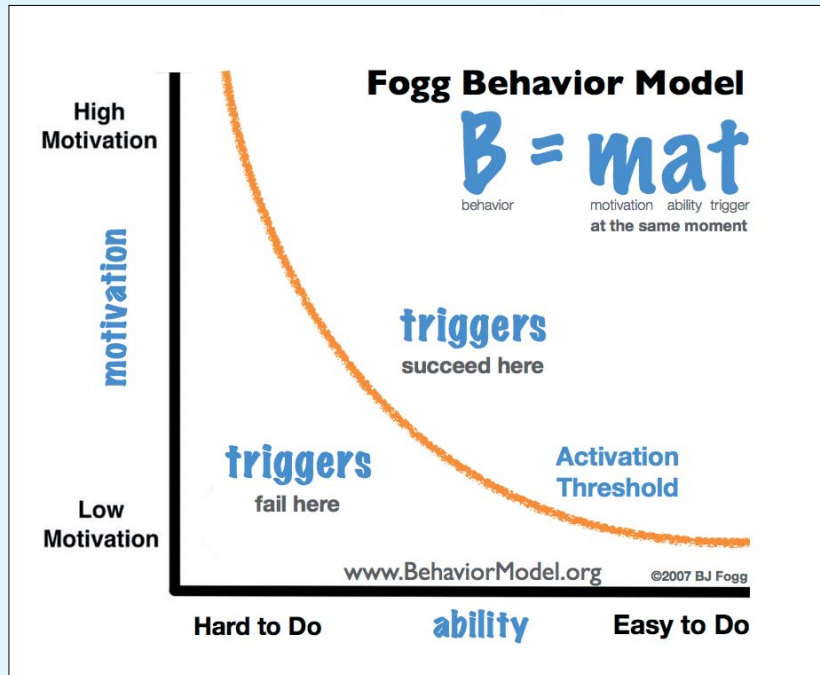 Fogg Behavior Model
B = mat
behavior
motivation ability trigger
at the same moment
High
Motivation
motivation
triggers
succeed here
triggers
fail here
Activation
Threshold
Low
Motivation
www.BehaviorModel.org
©2007 BJ Fogg
Hard to Do
ability
Easy to Do